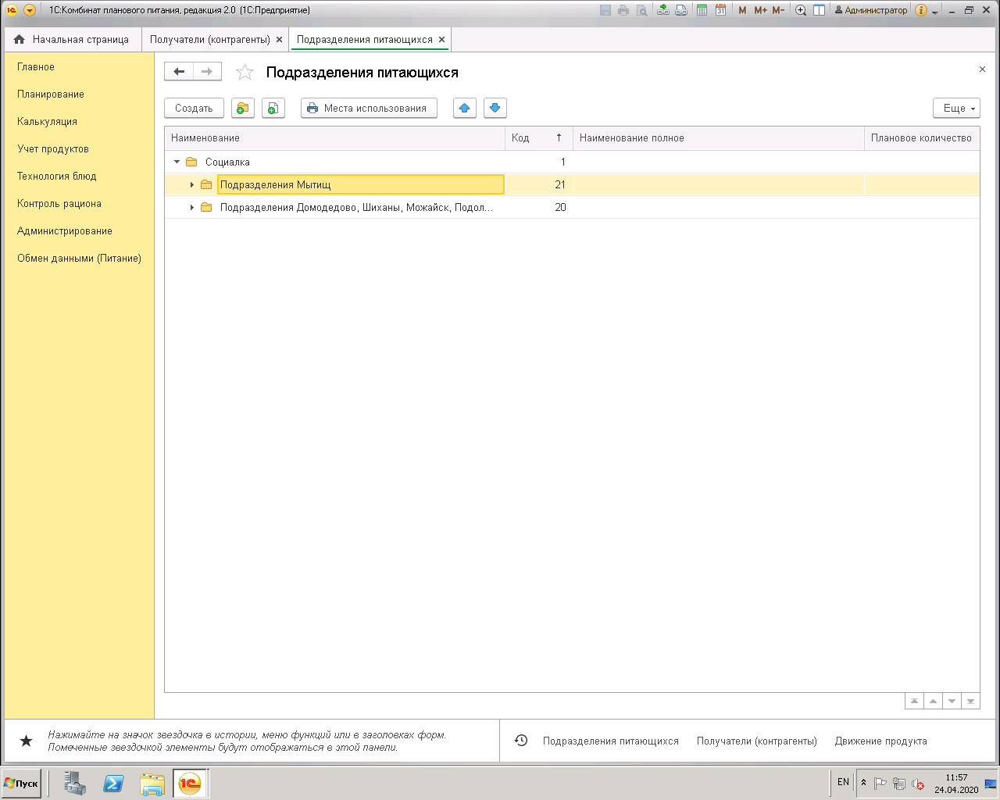 1С:Комбинат планового питания, редакция 2.0 (1С:Предприятие)
31 M M+ M- Администратор
Начальная страница
Получатели (контрагенты)
Подразделения питающихся
Главное
Планирование
Калькуляция
Учет продуктов
Технология блюд
Контроль рациона
Администрирование
Обмен данными (Питание)
Подразделения питающихся
Создать
Места использования
Еще
Наименование
Код
Наименование полное
Плановое количество
Социалка 1
Подразделения Мытищ 21
Подразделения Домодедово, Шиханы, Можайск, Подол... 20
Нажимайте на значок звездочка в истории, меню функций или в заголовках форм.
Помеченные звездочкой элементы будут отображаться в этой панели.
Подразделения питающихся
Получатели (контрагенты)
Движение продукта
Пуск
EN
11:57
24.04.2020